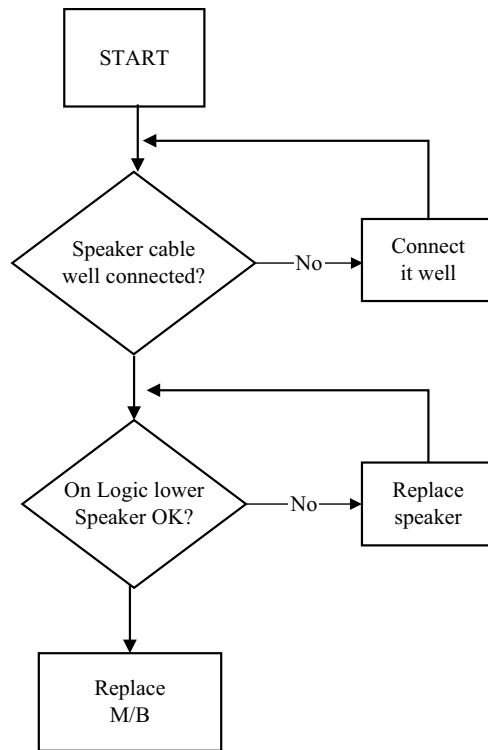 START
Speaker cable
well connected?
No
Connect
it well
On Logic lower
Speaker OK?
No
Replace
speaker
Replace
M/B